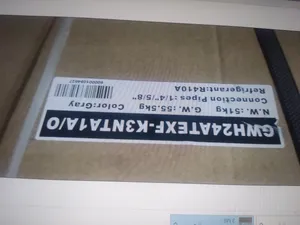 GWH24ATEXF-K3NTA1A/O
N.W.:51kg G.W.:55.5kg Color:Gray
Connection Pipes:1/4"/5/8"
Refrigerant:R410A